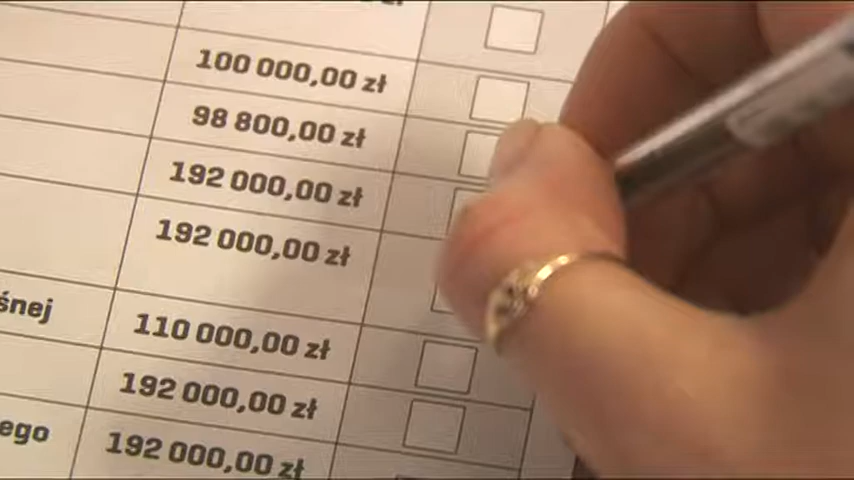 100 000,00 zł
98 800,00 zł
192 000,00 zł
192 000,00 zł
śnej 110 000,00 zł
192 000,00 zł
ego 192 000,00 zł